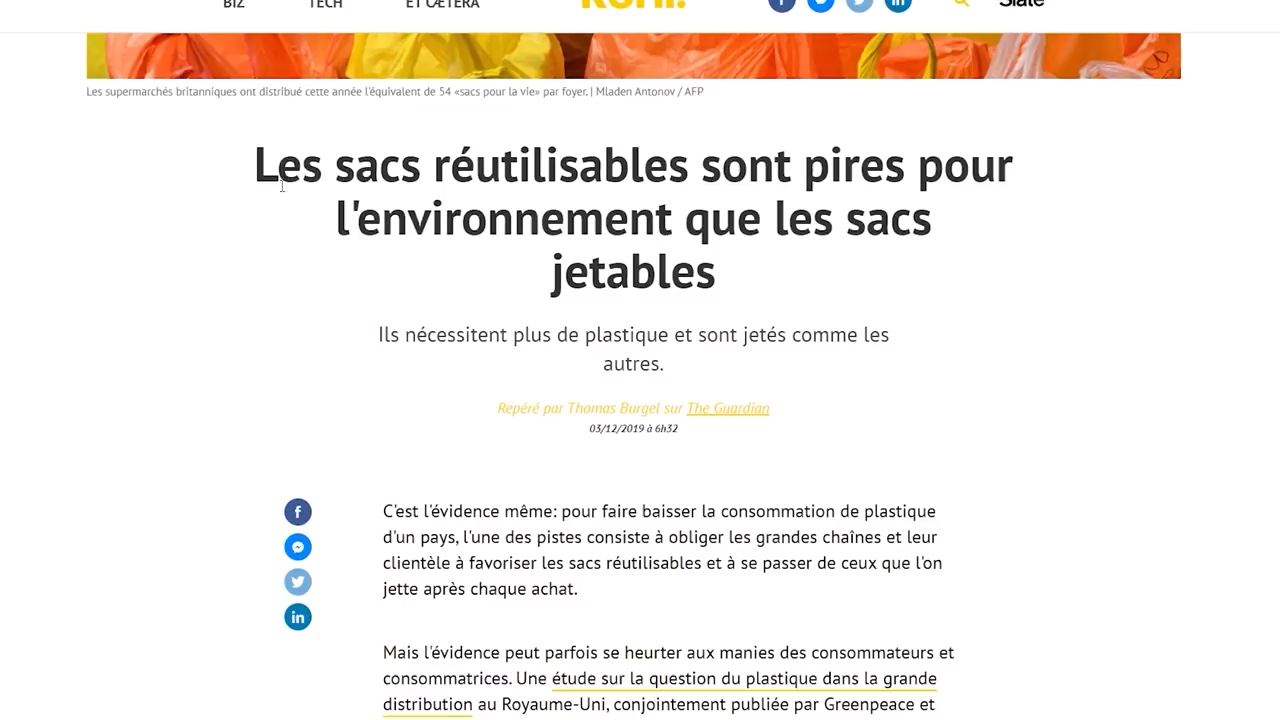 BIZ TECH ET CÆTERA Slate
Les supermarchés britanniques ont distribué cette année l'équivalent de 54 «sacs pour la vie» par foyer. | Mladen Antonov / AFP
Les sacs réutilisables sont pires pour
l'environnement que les sacs
jetables
Ils nécessitent plus de plastique et sont jetés comme les
autres.
Repéré par Thomas Burgel sur The Guardian
03/12/2019 à 6h32
C'est l'évidence même: pour faire baisser la consommation de plastique
d'un pays, l'une des pistes consiste à obliger les grandes chaînes et leur
clientèle à favoriser les sacs réutilisables et à se passer de ceux que l'on
jette après chaque achat.
Mais l'évidence peut parfois se heurter aux manies des consommateurs et
consommatrices. Une étude sur la question du plastique dans la grande
distribution au Royaume-Uni, conjointement publiée par Greenpeace et